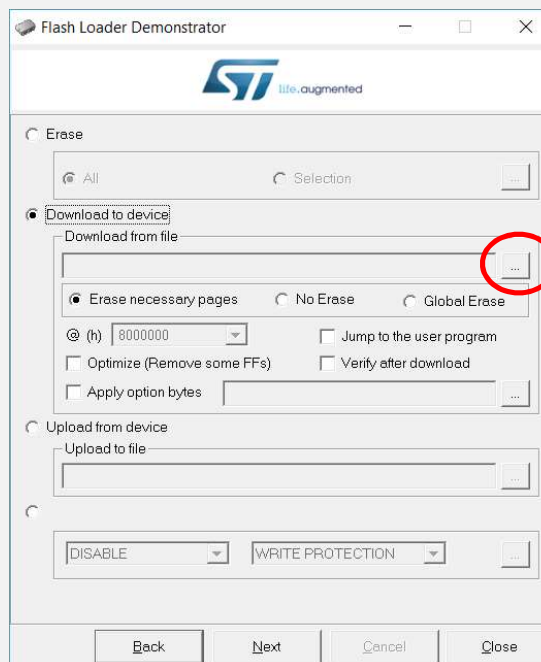 Flash Loader Demonstrator
ST life.augmented
Erase
All Selection ...
Download to device
Download from file
...
Erase necessary pages No Erase Global Erase
@ (h) 8000000 Jump to the user program
Optimize (Remove some FFs) Verify after download
Apply option bytes ...
Upload from device
Upload to file
...
DISABLE WRITE PROTECTION ...
Back Next Cancel Close